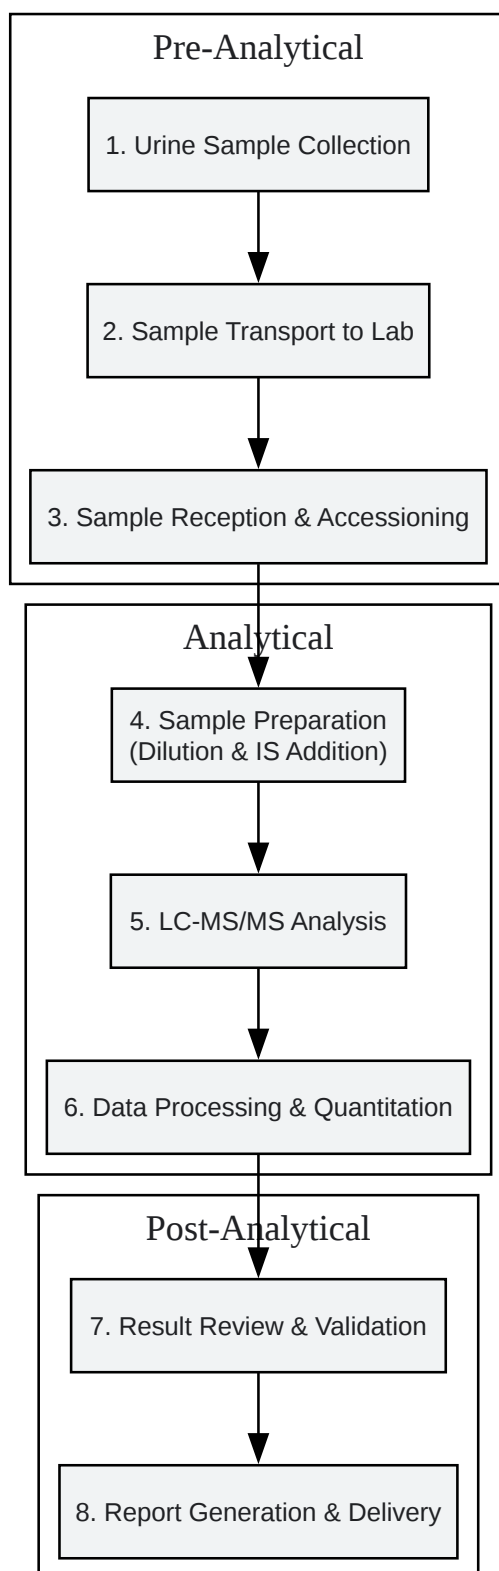 Pre-Analytical
1. Urine Sample Collection
2. Sample Transport to Lab
3. Sample Reception & Accessioning
Analytical
4. Sample Preparation
(Dilution & IS Addition)
5. LC-MS/MS Analysis
6. Data Processing & Quantitation
Post-Analytical
7. Result Review & Validation
8. Report Generation & Delivery